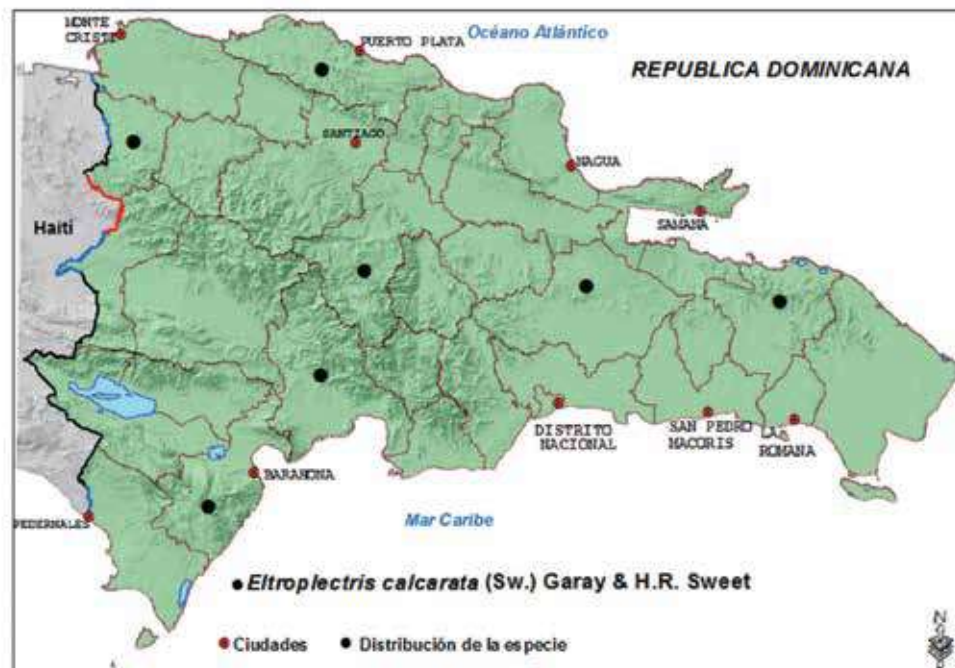 MONTE
CRISTI
PUERTO PLATA
Océano Atlántico
REPUBLICA DOMINICANA
SANTIAGO
NAGUA
SAMANA
Haití
DISTRITO
NACIONAL
SAN PEDRO
MACORIS
LA
ROMANA
BARAHONA
PEDERNALES
Mar Caribe
Eltroplectris calcarata (Sw.) Garay & H.R. Sweet
Ciudades
Distribución de la especie
N